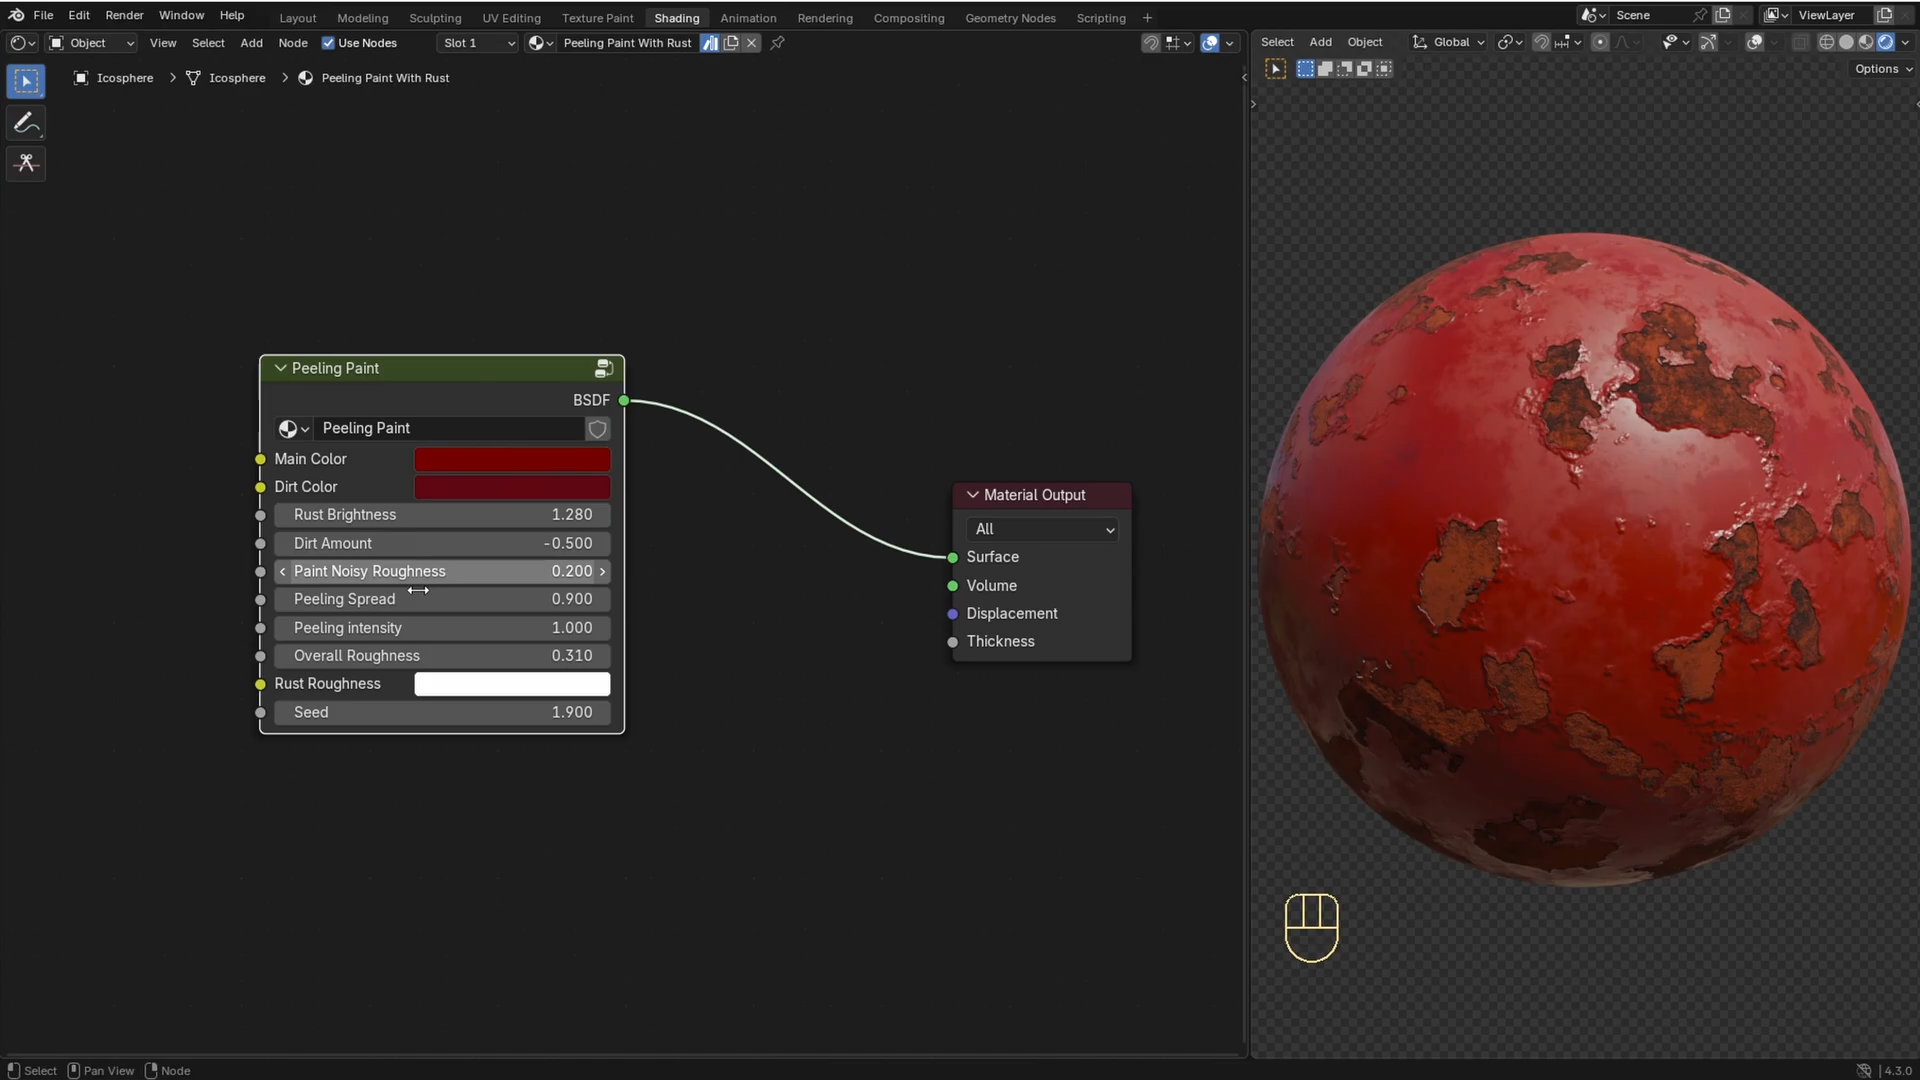 File Edit Render Window Help Layout Modeling Sculpting UV Editing Texture Paint Shading Animation Rendering Compositing Geometry Nodes Scripting + Scene ViewLayer
Object View Select Add Node Use Nodes Slot 1 Peeling Paint With Rust Select Add Object Global
Options
Icosphere > Icosphere > Peeling Paint With Rust
Peeling Paint
BSDF
Peeling Paint
Main Color
Dirt Color
Rust Brightness 1.280
Dirt Amount -0.500
Paint Noisy Roughness 0.200
Peeling Spread 0.900
Peeling intensity 1.000
Overall Roughness 0.310
Rust Roughness
Seed 1.900
Material Output
All
Surface
Volume
Displacement
Thickness
Select Pan View Node 4.3.0